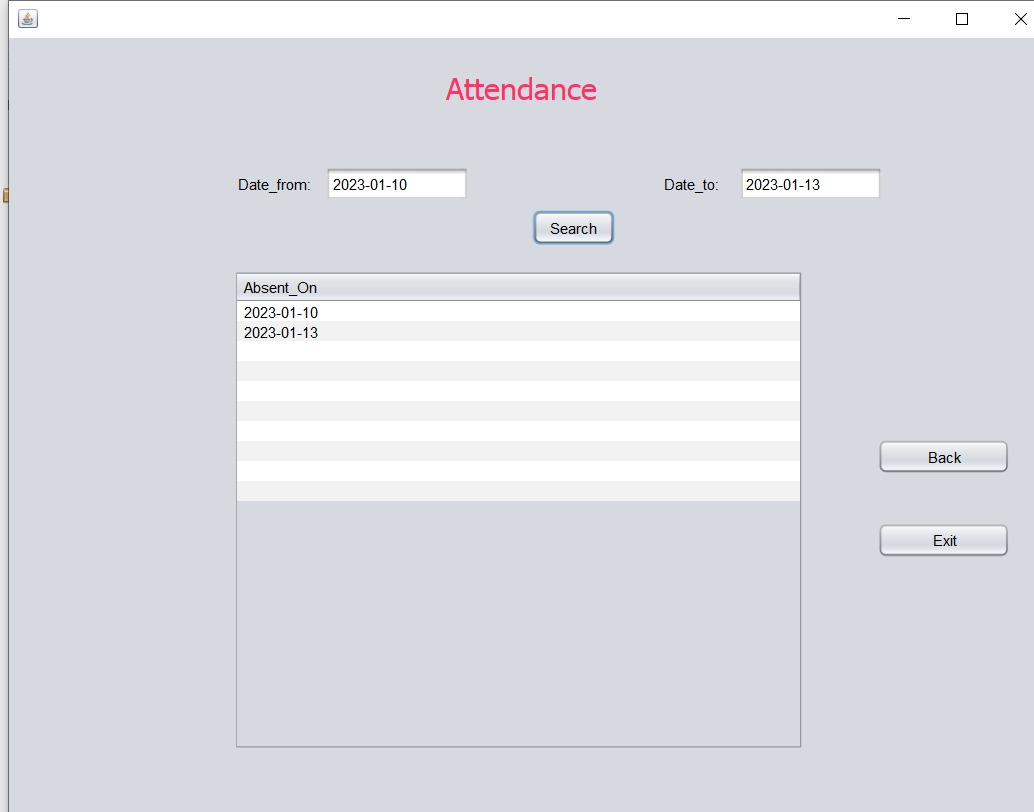 Attendance
Date_from: 2023-01-10 Date_to: 2023-01-13
Search
Absent_On
2023-01-10
2023-01-13
Back
Exit